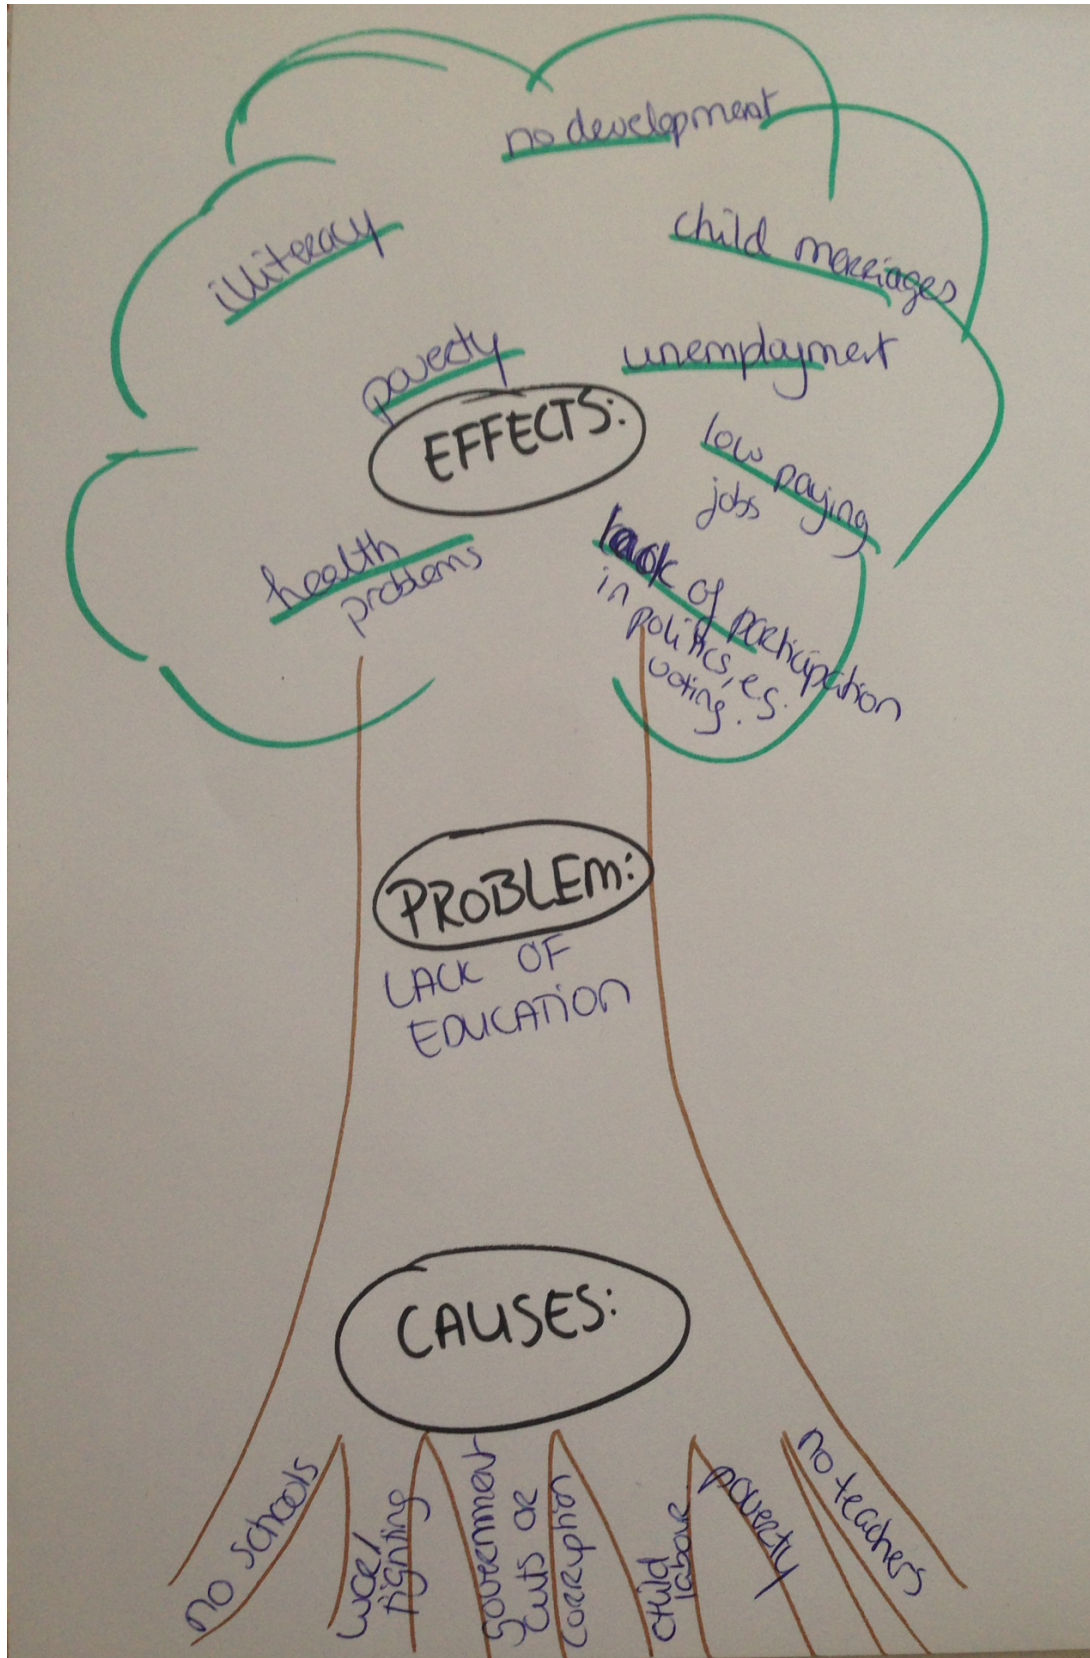 no development
illiteracy
child marriages
poverty
unemployment
EFFECTS:
low paying
jobs
health
problems
lack of participation
in politics, e.g.
voting.
PROBLEM:
LACK OF
EDUCATION
CAUSES:
no schools
war/
fighting
government
cuts or
corruption
child
labour
poverty
no teachers